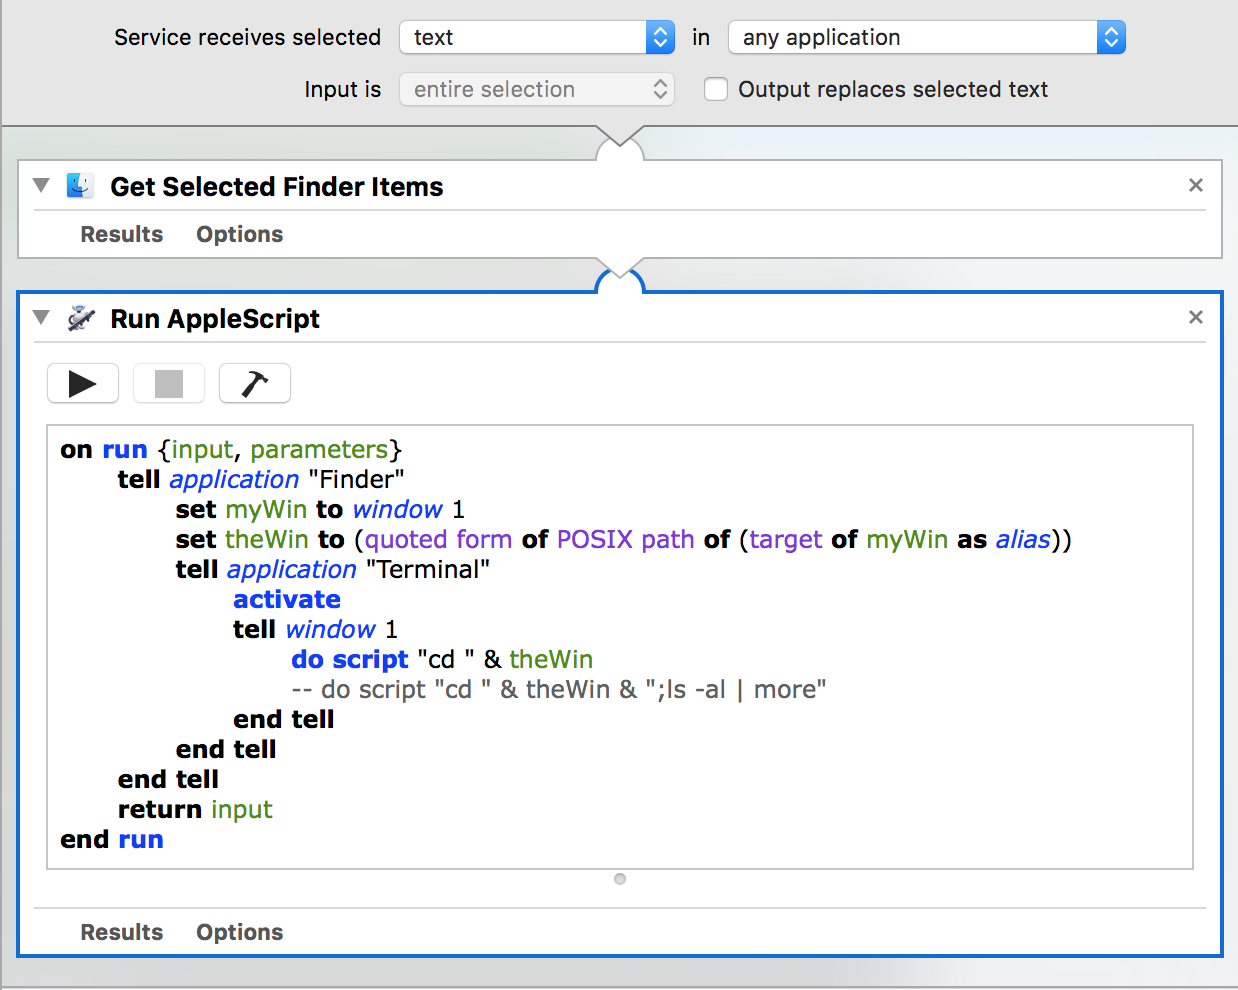 Service receives selected text in any application
Input is entire selection Output replaces selected text
Get Selected Finder Items
Results Options
Run AppleScript
on run {input, parameters}
tell application "Finder"
set myWin to window 1
set theWin to (quoted form of POSIX path of (target of myWin as alias))
tell application "Terminal"
activate
tell window 1
do script "cd " & theWin
-- do script "cd " & theWin & ";ls -al | more"
end tell
end tell
end tell
return input
end run
Results Options